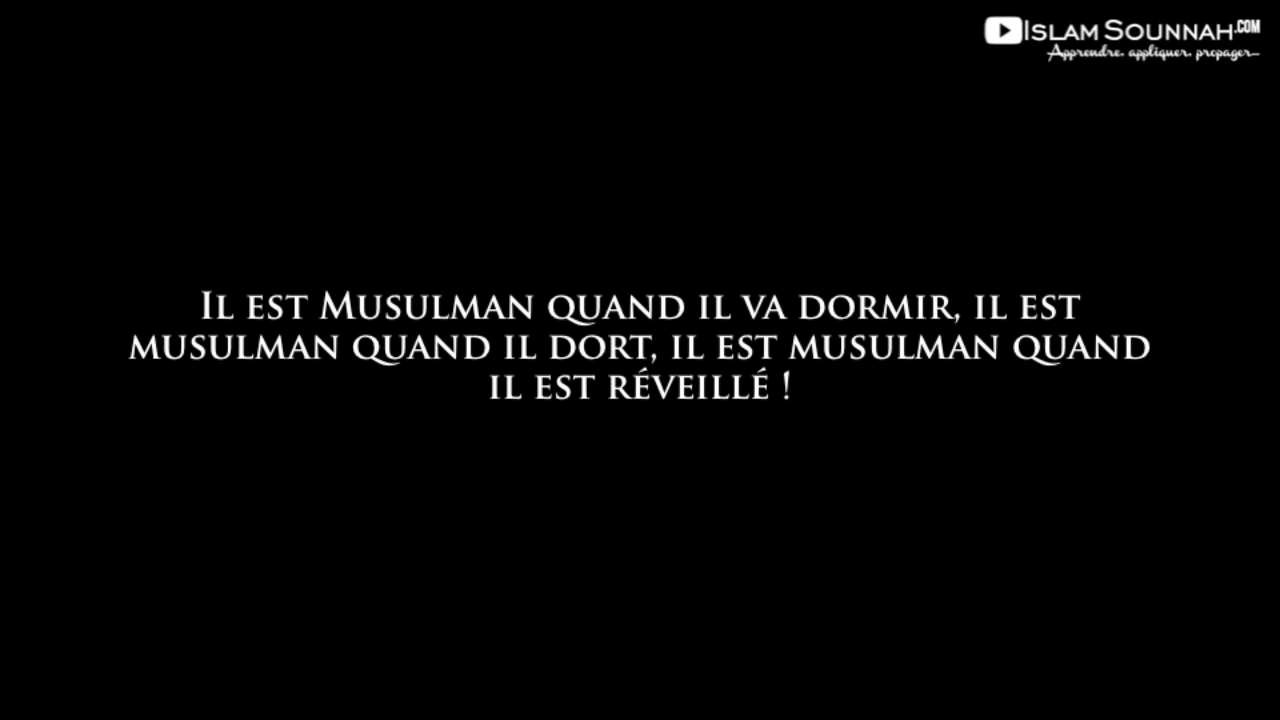 ISLAM SOUNNAH.COM
Apprendre, appliquer, propager...
IL EST MUSULMAN QUAND IL VA DORMIR, IL EST
MUSULMAN QUAND IL DORT, IL EST MUSULMAN QUAND
IL EST RÉVEILLÉ !